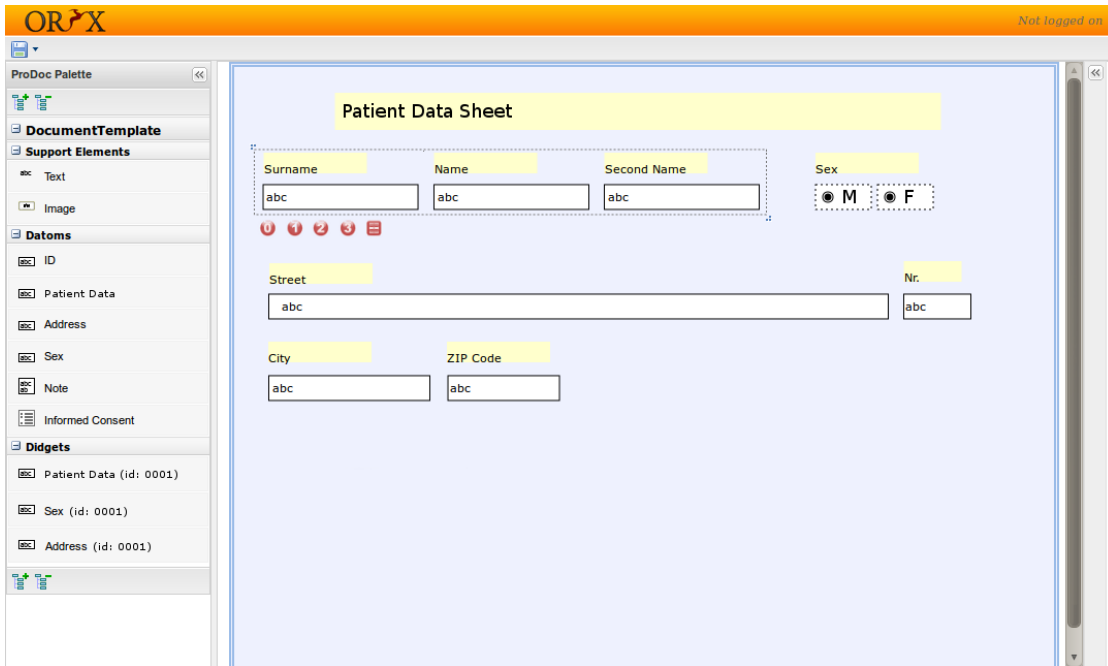 ORYX
Not logged on
ProDoc Palette
DocumentTemplate
Support Elements
abc Text
Image
Datoms
abc ID
abc Patient Data
abc Address
abc Sex
abc ab Note
Informed Consent
Didgets
abc Patient Data (id: 0001)
abc Sex (id: 0001)
abc Address (id: 0001)
Patient Data Sheet
Surname Name Second Name Sex
abc abc abc M F
0 1 2 3
Street Nr.
abc abc
City ZIP Code
abc abc